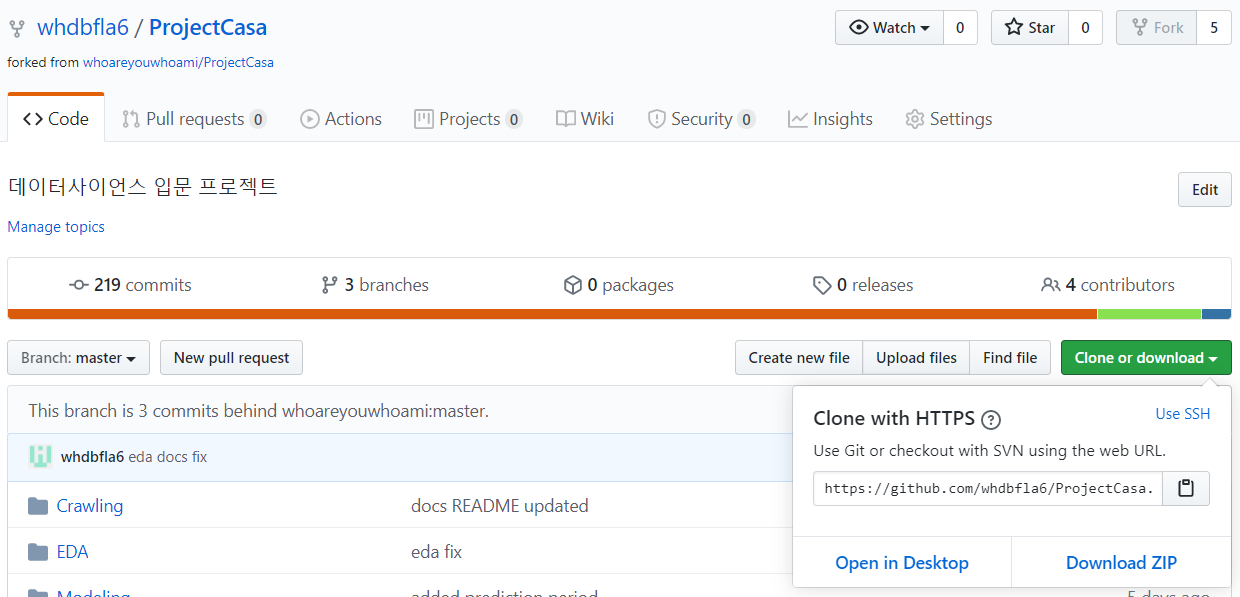 whdbfla6 / ProjectCasa
Watch 0 Star 0 Fork 5
forked from whoareyouwhoami/ProjectCasa
Code Pull requests 0 Actions Projects 0 Wiki Security 0 Insights Settings
데이터사이언스 입문 프로젝트
Edit
Manage topics
219 commits 3 branches 0 packages 0 releases 4 contributors
Branch: master New pull request Create new file Upload files Find file Clone or download
This branch is 3 commits behind whoareyouwhoami:master.
whdbfla6 eda docs fix
Crawling docs README updated
EDA eda fix
Modeling added prediction period 5 days ago
Clone with HTTPS ?
Use SSH
Use Git or checkout with SVN using the web URL.
https://github.com/whdbfla6/ProjectCasa.
Open in Desktop Download ZIP